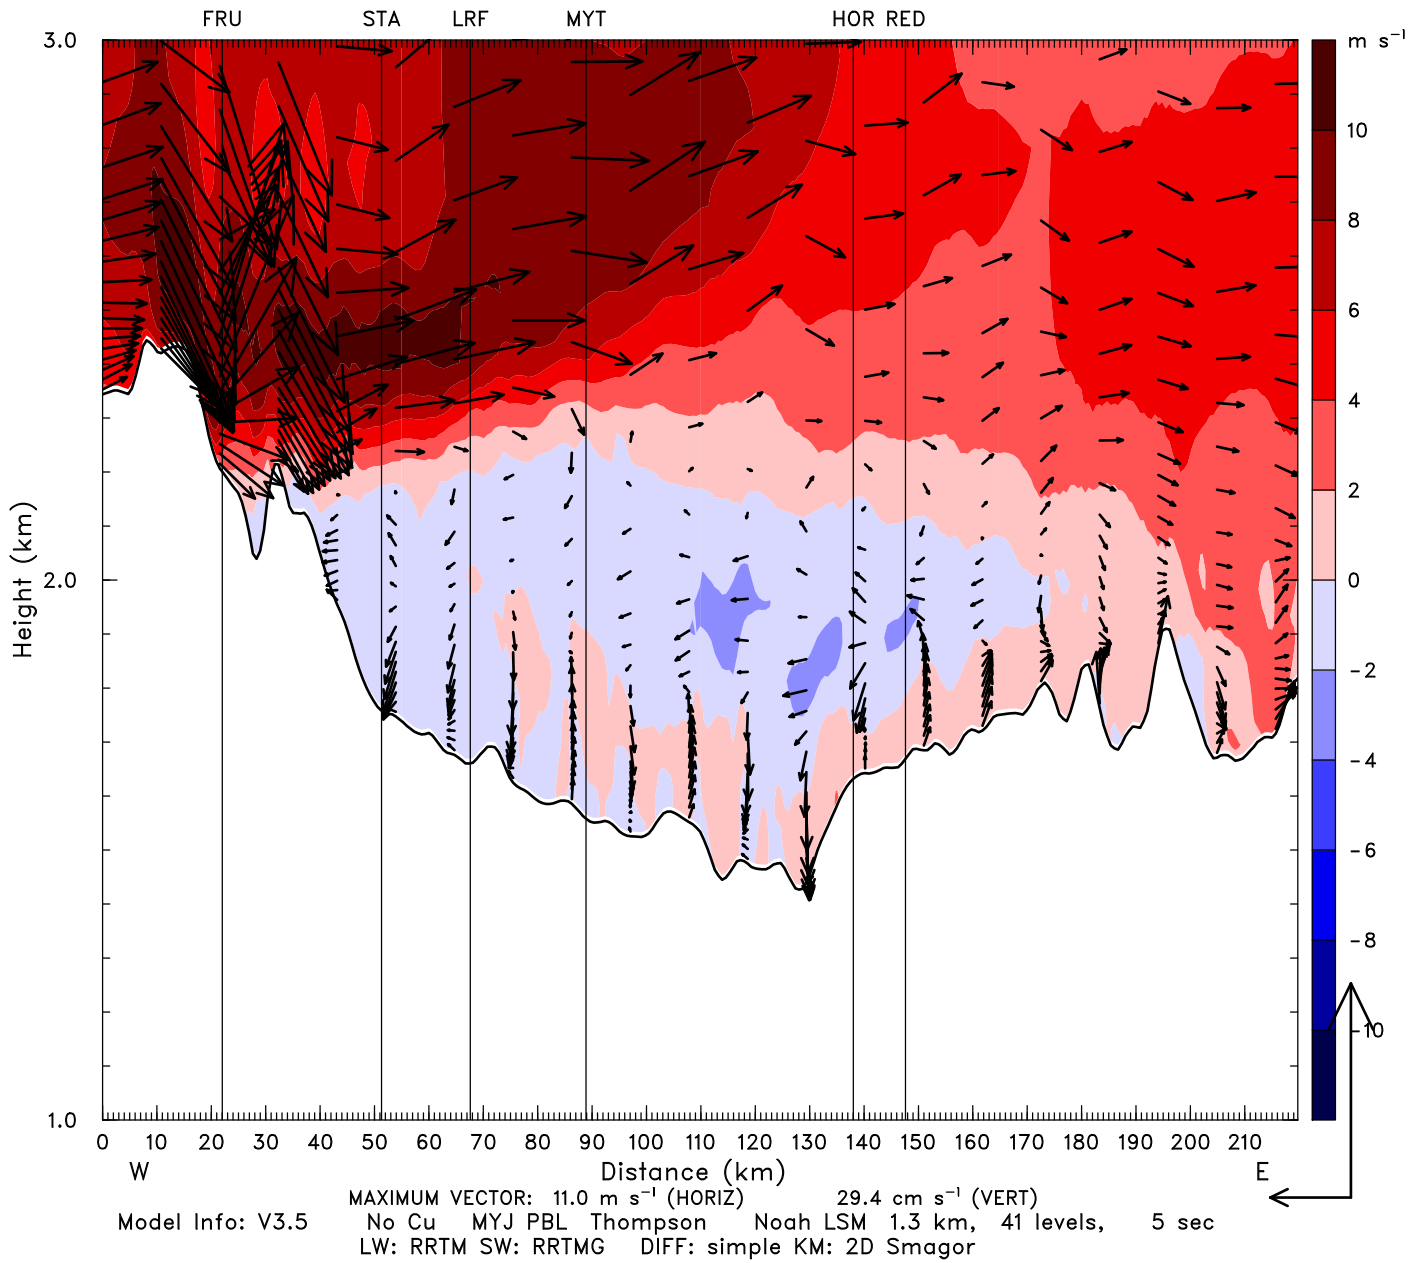 FRU STA LRF MYT HOR RED
3.0
2.0
1.0
Height (km)
m s⁻¹
10
8
6
4
2
0
-2
-4
-6
-8
-10
0 10 20 30 40 50 60 70 80 90 100 110 120 130 140 150 160 170 180 190 200 210
W Distance (km) E
MAXIMUM VECTOR: 11.0 m s⁻¹ (HORIZ) 29.4 cm s⁻¹ (VERT)
Model Info: V3.5 No Cu MYJ PBL Thompson Noah LSM 1.3 km, 41 levels, 5 sec
LW: RRTM SW: RRTMG DIFF: simple KM: 2D Smagor